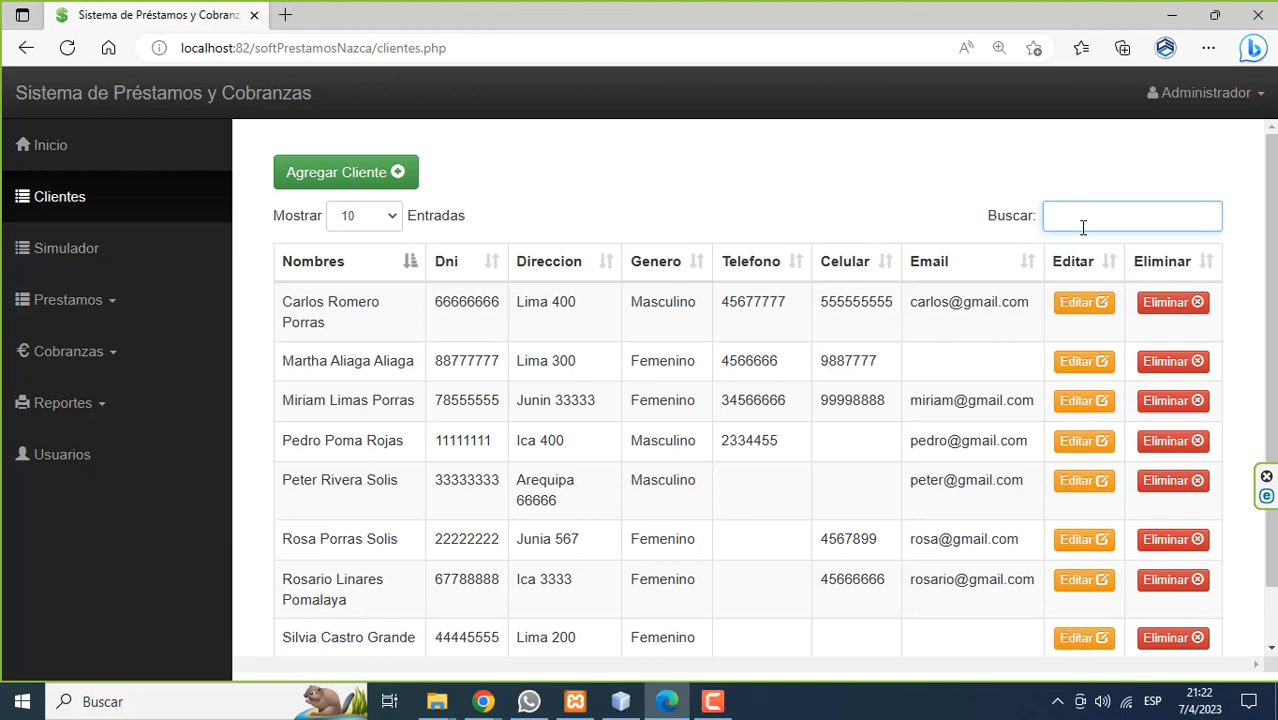 Sistema de Préstamos y Cobranz
localhost:82/softPrestamosNazca/clientes.php
Sistema de Préstamos y Cobranzas
Administrador
Inicio
Clientes
Simulador
Prestamos
Cobranzas
Reportes
Usuarios
Agregar Cliente
Mostrar 10 Entradas
Buscar:
Nombres Dni Direccion Genero Telefono Celular Email Editar Eliminar
Carlos Romero Porras 66666666 Lima 400 Masculino 45677777 555555555 carlos@gmail.com Editar Eliminar
Martha Aliaga Aliaga 88777777 Lima 300 Femenino 4566666 9887777 Editar Eliminar
Miriam Limas Porras 78555555 Junin 33333 Femenino 34566666 99998888 miriam@gmail.com Editar Eliminar
Pedro Poma Rojas 11111111 Ica 400 Masculino 2334455 pedro@gmail.com Editar Eliminar
Peter Rivera Solis 33333333 Arequipa 66666 Masculino peter@gmail.com Editar Eliminar
Rosa Porras Solis 22222222 Junia 567 Femenino 4567899 rosa@gmail.com Editar Eliminar
Rosario Linares Pomalaya 67788888 Ica 3333 Femenino 45666666 rosario@gmail.com Editar Eliminar
Silvia Castro Grande 44445555 Lima 200 Femenino Editar Eliminar
Buscar
ESP
21:22
7/4/2023